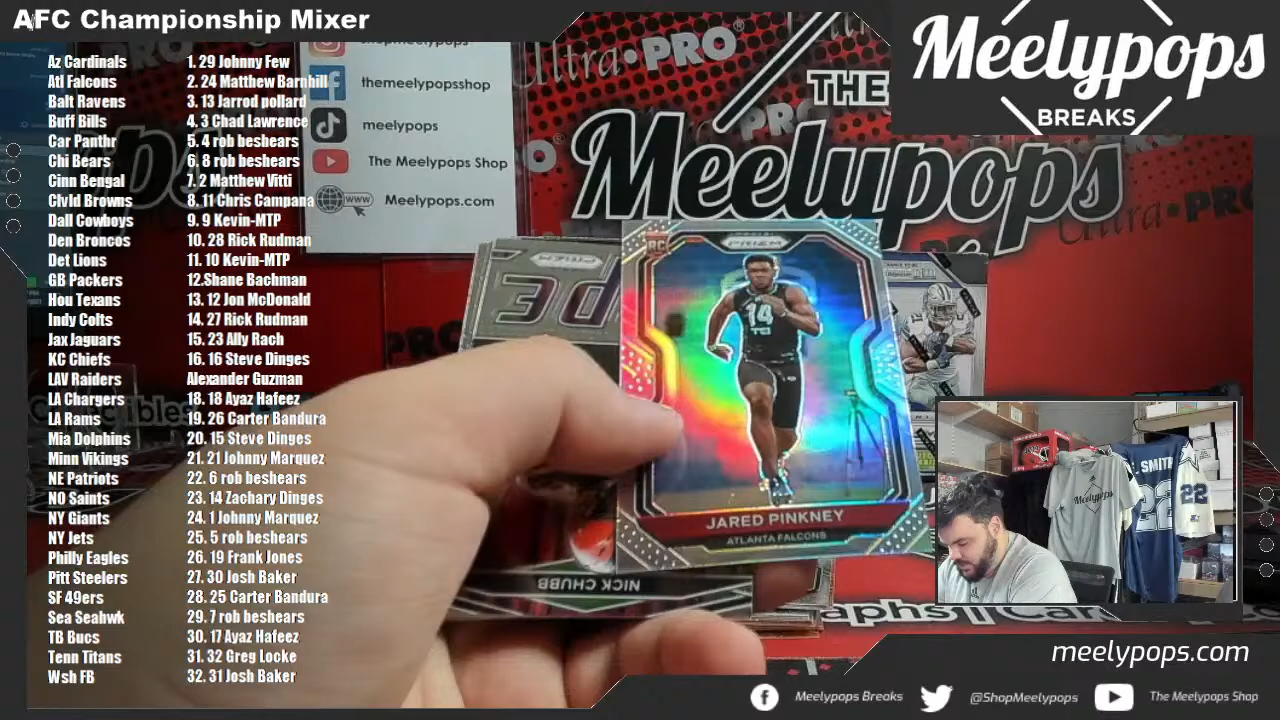 AFC Championship Mixer
Az Cardinals 1. 29 Johnny Few
Atl Falcons 2. 24 Matthew Barnhill
Balt Ravens 3. 13 Jarrod pollard
Buff Bills 4. 3 Chad Lawrence
Car Panthr 5. 4 rob beshears
Chi Bears 6. 8 rob beshears
Cinn Bengal 7. 2 Matthew Vitti
Clvld Browns 8. 11 Chris Campana
Dall Cowboys 9. 9 Kevin-MTP
Den Broncos 10. 28 Rick Rudman
Det Lions 11. 10 Kevin-MTP
GB Packers 12.Shane Bachman
Hou Texans 13. 12 Jon McDonald
Indy Colts 14. 27 Rick Rudman
Jax Jaguars 15. 23 Ally Rach
KC Chiefs 16. 16 Steve Dinges
LAV Raiders Alexander Guzman
LA Chargers 18. 18 Ayaz Hafeez
LA Rams 19. 26 Carter Bandura
Mia Dolphins 20. 15 Steve Dinges
Minn Vikings 21. 21 Johnny Marquez
NE Patriots 22. 6 rob beshears
NO Saints 23. 14 Zachary Dinges
NY Giants 24. 1 Johnny Marquez
NY Jets 25. 5 rob beshears
Philly Eagles 26. 19 Frank Jones
Pitt Steelers 27. 30 Josh Baker
SF 49ers 28. 25 Carter Bandura
Sea Seahwk 29. 7 rob beshears
TB Bucs 30. 17 Ayaz Hafeez
Tenn Titans 31. 32 Greg Locke
Wsh FB 32. 31 Josh Baker
shopmeelypops
themeelypopsshop
meelypops
The Meelypops Shop
www Meelypops.com
Ultra•PRO
THE
Meelypops
Meelypops
BREAKS
RC
PRIZM
14
JARED PINKNEY
ATLANTA FALCONS
PRIZM
NICK CHUBB
E. SMITH
22
22
Meelypops
meelypops.com
Meelypops Breaks
@ShopMeelypops
The Meelypops Shop